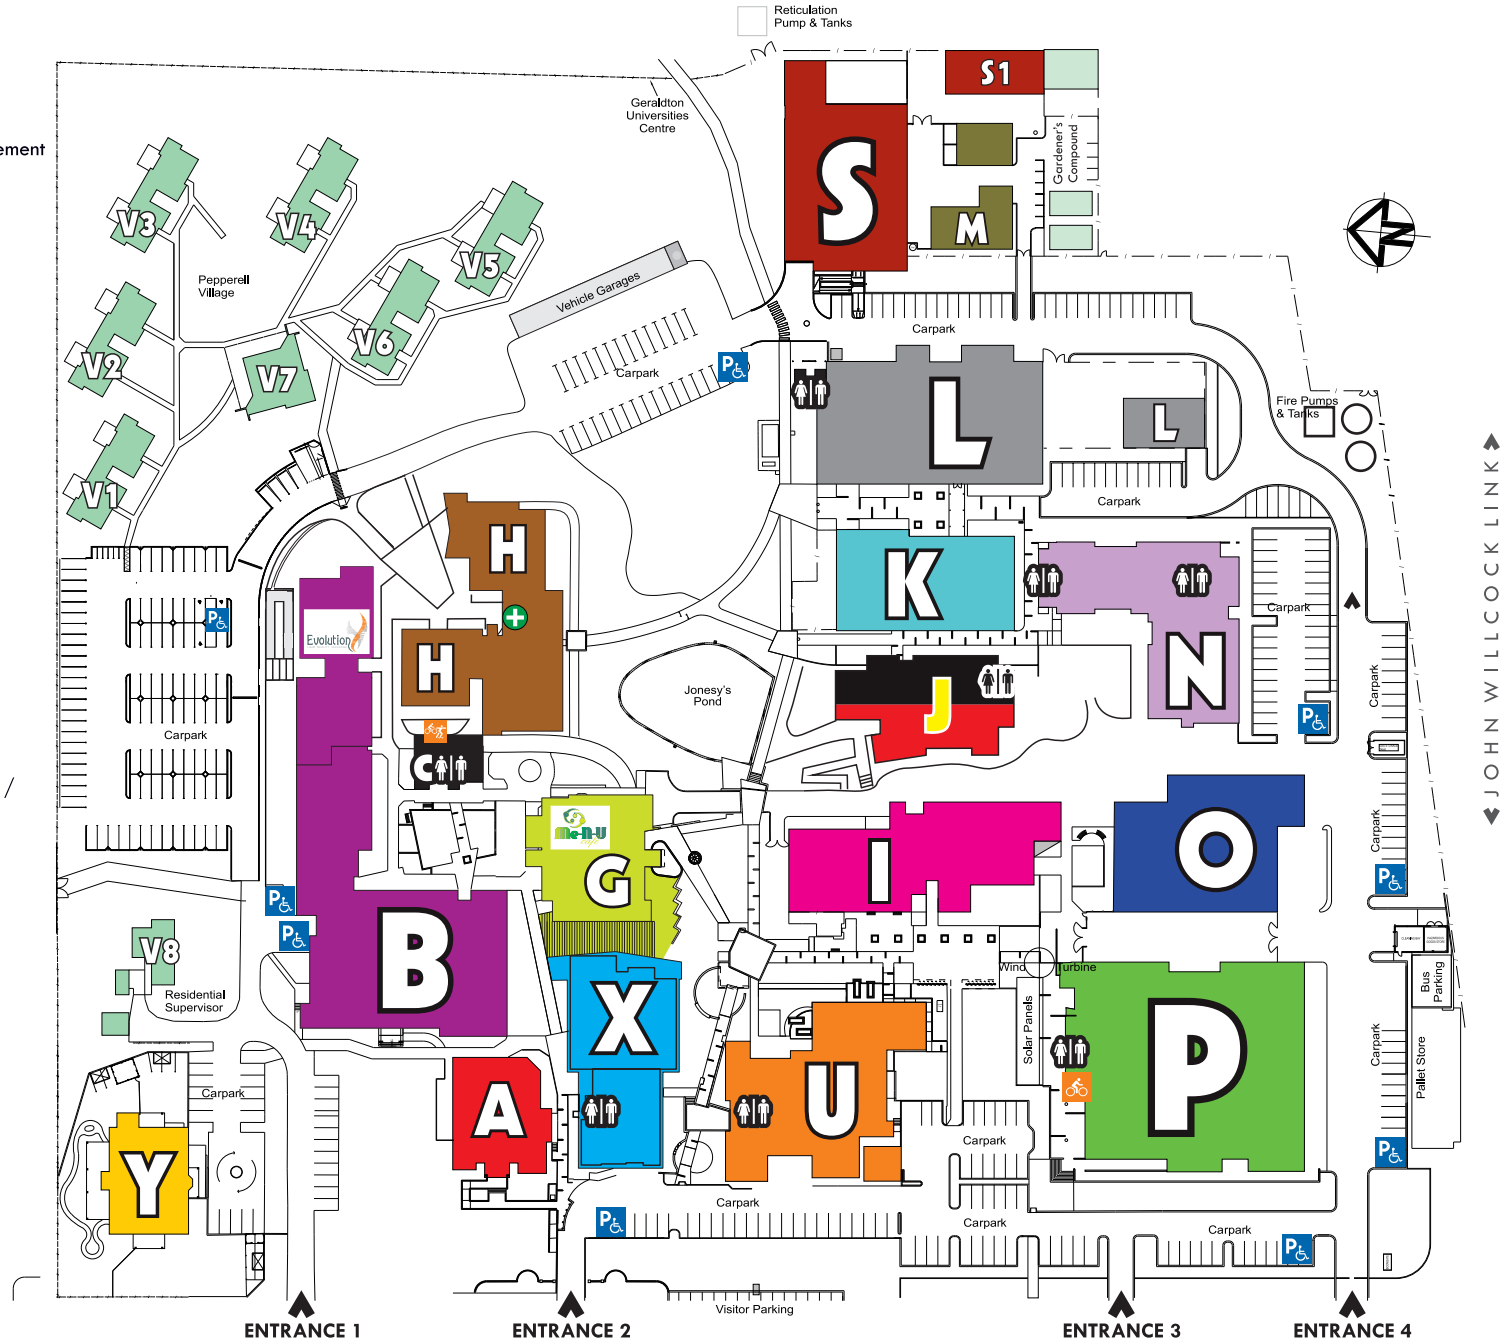 Reticulation
Pump & Tanks
S1
Geraldton
Universities
Centre
Gardener's
Compound
ement
S
M
V3
V4
V5
N
Pepperell
Village
Vehicle Garages
Carpark
V6
V2
V7
Carpark
P
L
L
Fire Pumps
& Tanks
V1
Carpark
JOHN WILLCOCK LINK
H
K
N
Carpark
P
Evolution
H
Jonesy's
Pond
J
Carpark
P
Carpark
C
/
Me-N-U
G
I
O
Carpark
P
P
P
B
V8
Wind Turbine
Bus
Parking
Residential
Supervisor
X
Solar Panels
P
Carpark
Pallet Store
Carpark
A
U
Carpark
P
Y
Carpark
P
Carpark
Carpark
P
Visitor Parking
ENTRANCE 1
ENTRANCE 2
ENTRANCE 3
ENTRANCE 4